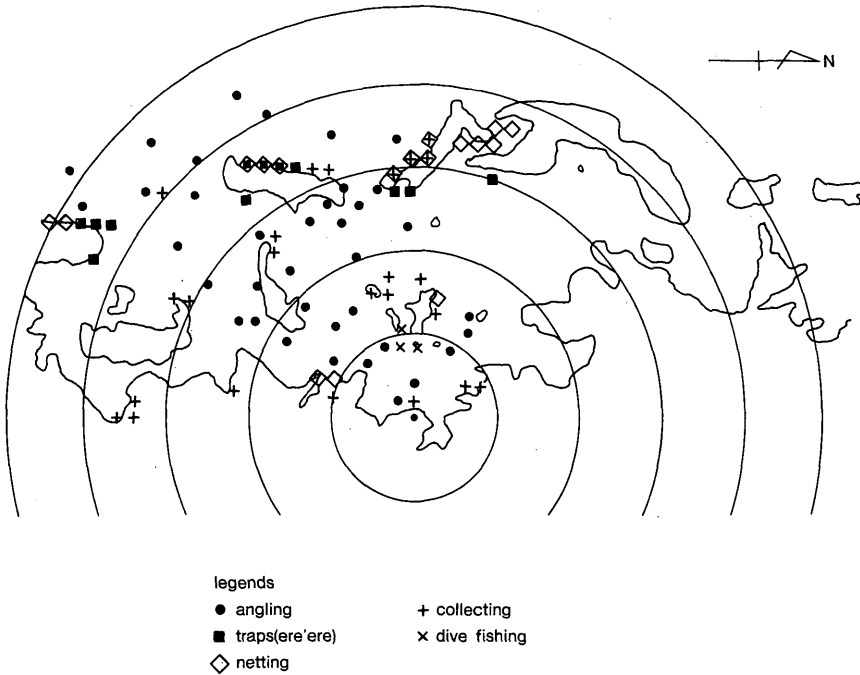 N
legends
angling
collecting
traps(ere'ere)
dive fishing
netting